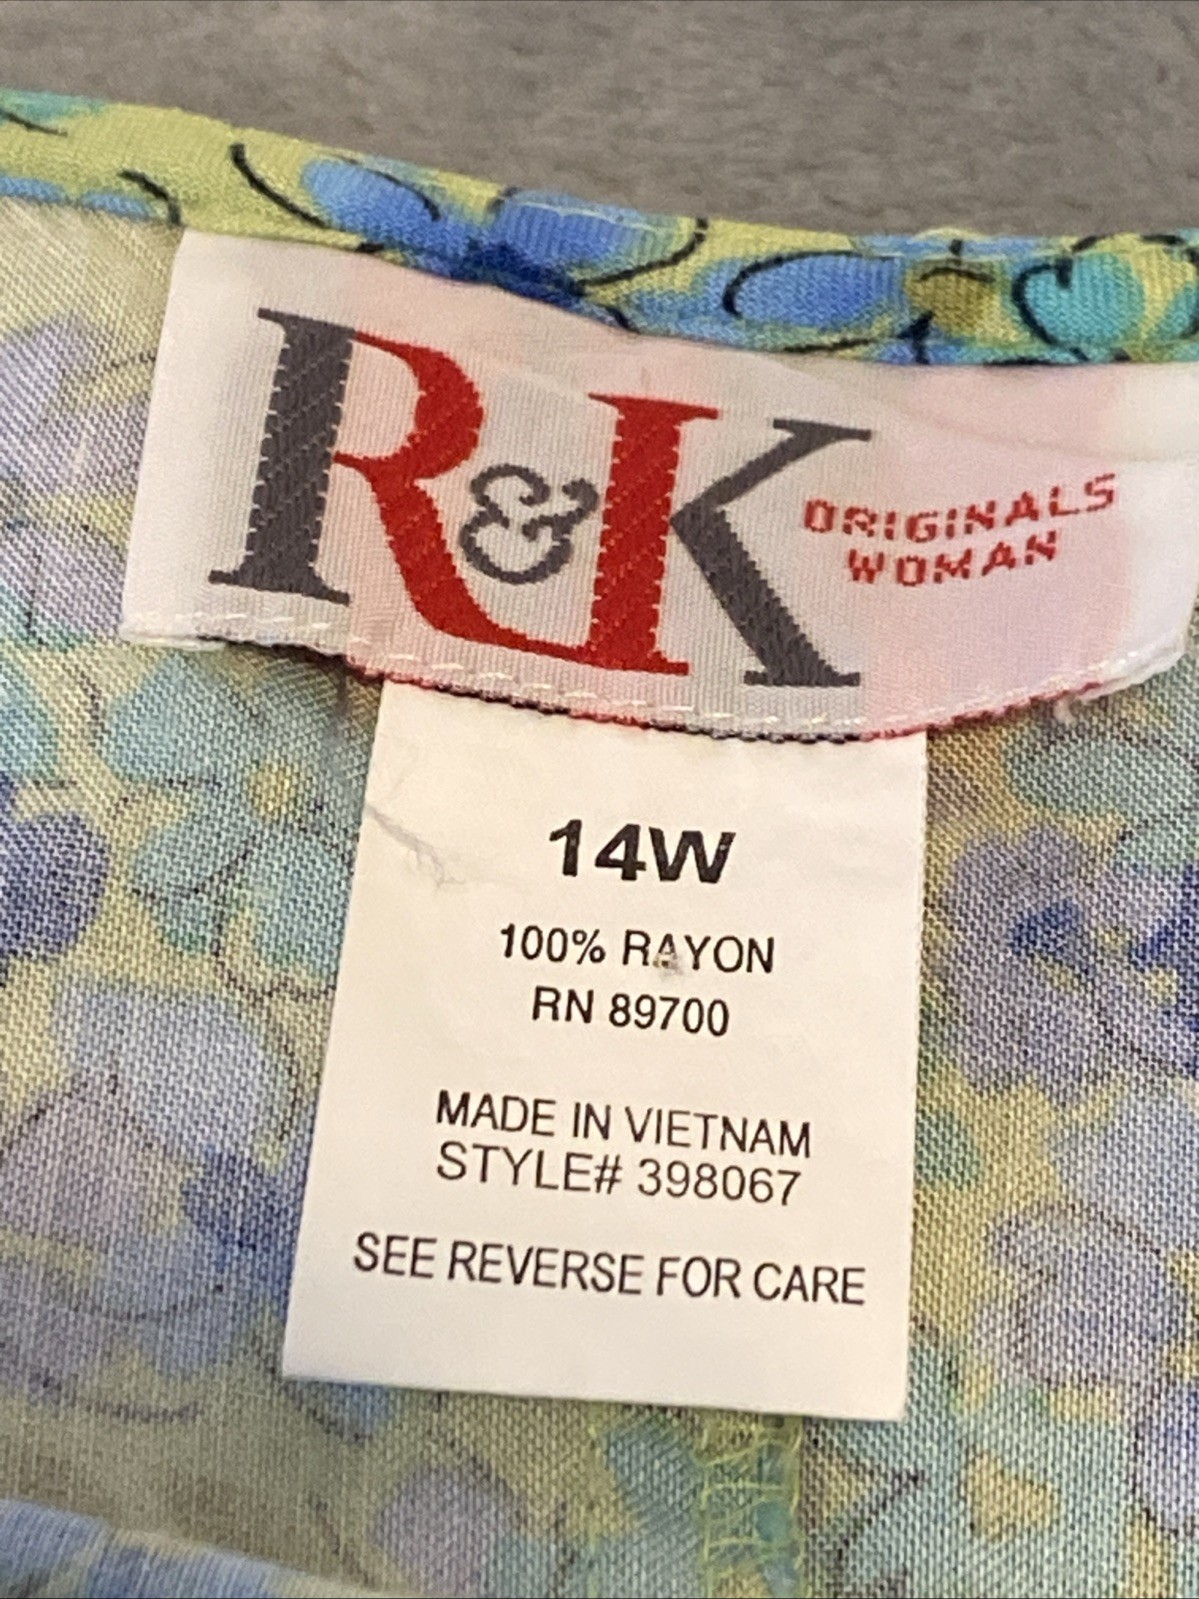 R&K
ORIGINALS
WOMAN
14W
100% RAYON
RN 89700
MADE IN VIETNAM
STYLE# 398067
SEE REVERSE FOR CARE